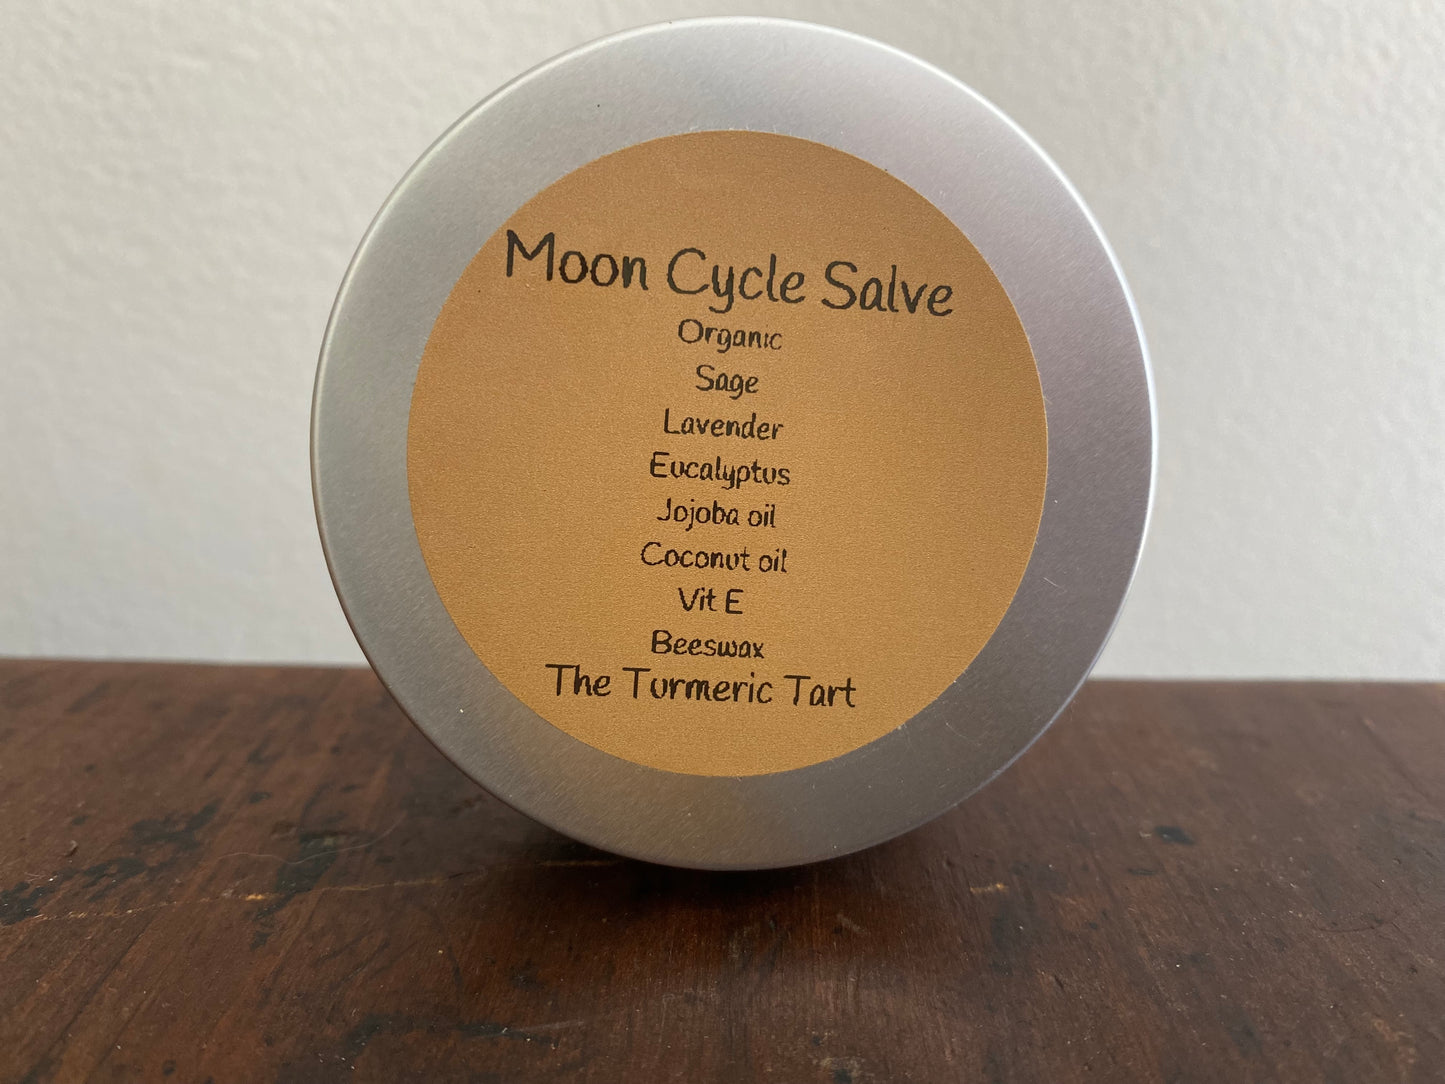 Moon Cycle Salve
Organic
Sage
Lavender
Eucalyptus
Jojoba oil
Coconut oil
Vit E
Beeswax
The Turmeric Tart